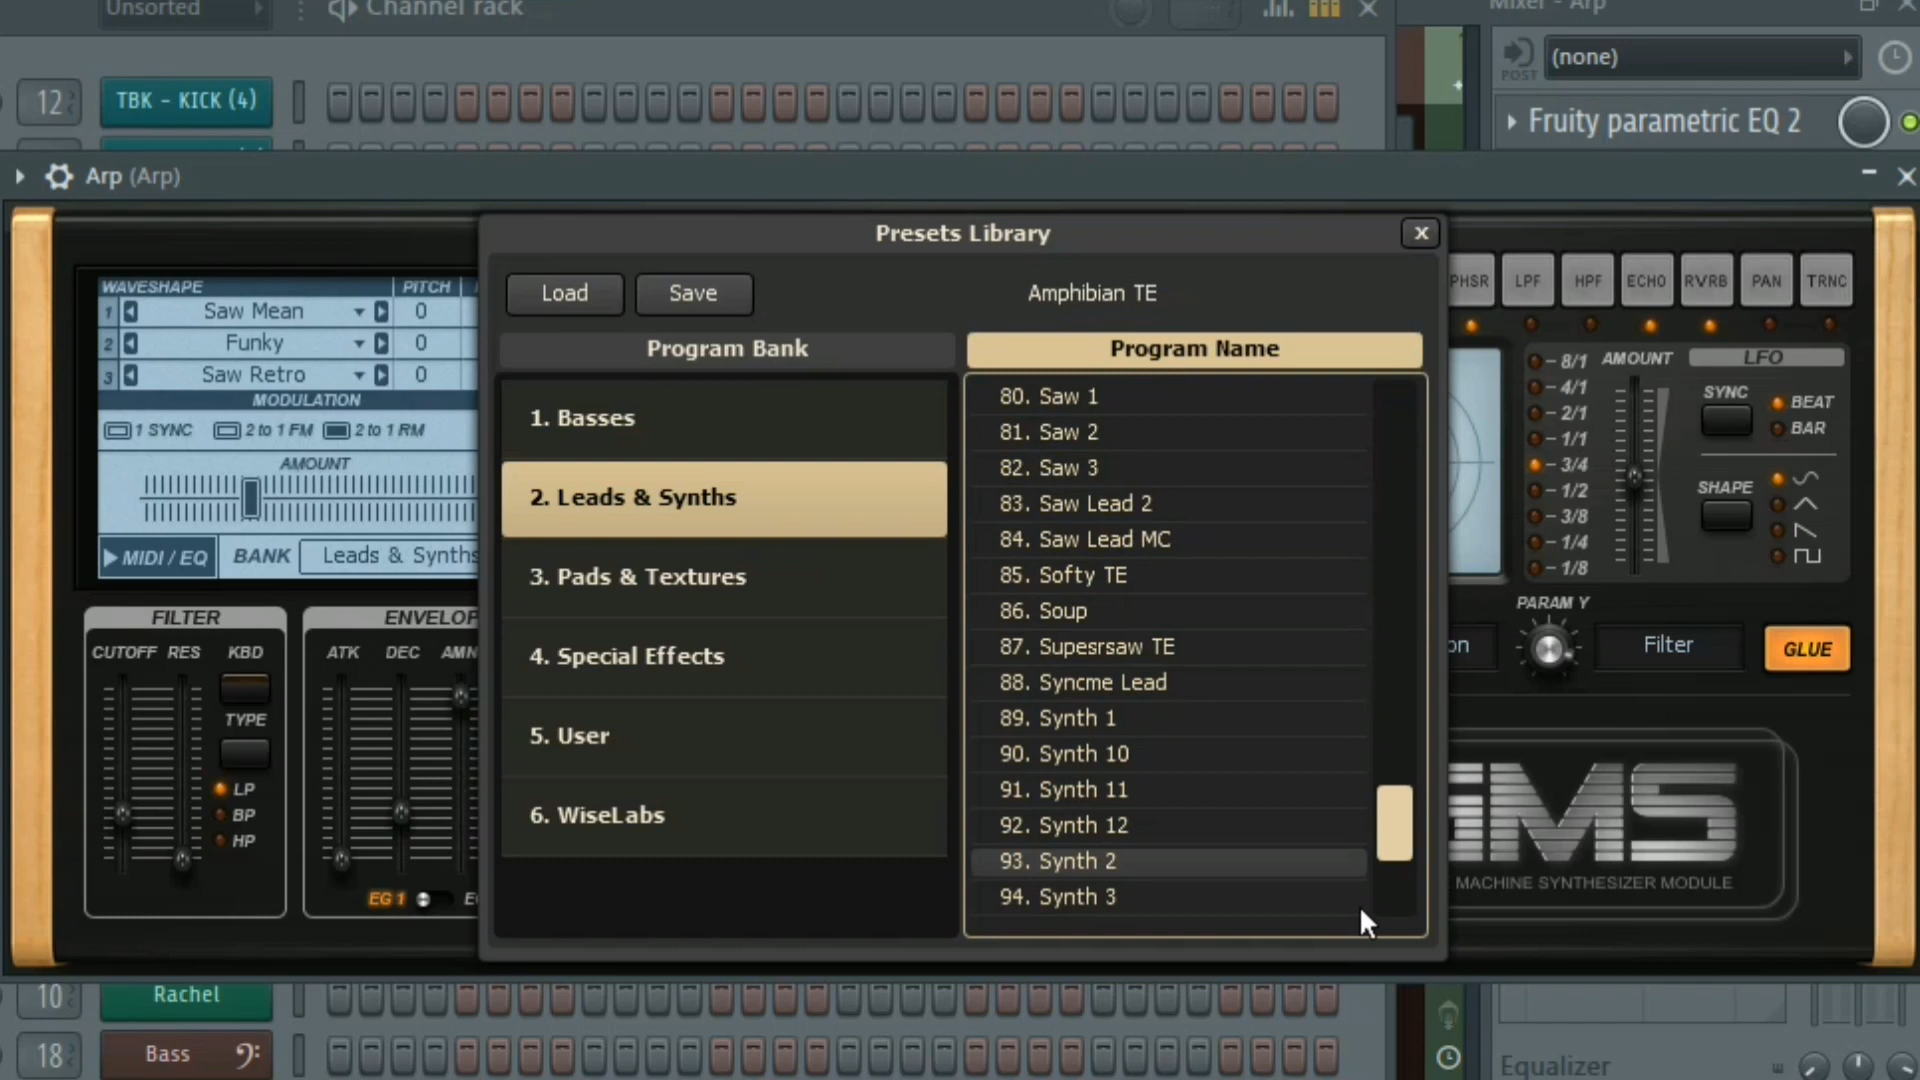 Unsorted
Channel rack
Mixer - Arp
12
TBK - KICK (4)
POST
(none)
Fruity parametric EQ 2
Arp (Arp)
Presets Library
x
Load
Save
Amphibian TE
Program Bank
Program Name
1. Basses
2. Leads & Synths
3. Pads & Textures
4. Special Effects
5. User
6. WiseLabs
80. Saw 1
81. Saw 2
82. Saw 3
83. Saw Lead 2
84. Saw Lead MC
85. Softy TE
86. Soup
87. Supesrsaw TE
88. Syncme Lead
89. Synth 1
90. Synth 10
91. Synth 11
92. Synth 12
93. Synth 2
94. Synth 3
WAVESHAPE
PITCH
1 Saw Mean 0
2 Funky 0
3 Saw Retro 0
MODULATION
1 SYNC 2 to 1 FM 2 to 1 RM
AMOUNT
MIDI / EQ
BANK
Leads & Synths
FILTER
CUTOFF RES KBD
TYPE
LP
BP
HP
ENVELOP
ATK DEC AMN
EG 1
E
PHSR LPF HPF ECHO RVRB PAN TRNC
8/1
4/1
2/1
1/1
3/4
1/2
3/8
1/4
1/8
AMOUNT
LFO
SYNC
BEAT
BAR
SHAPE
PARAM Y
on
Filter
GLUE
GMS
MACHINE SYNTHESIZER MODULE
10
Rachel
18
Bass
Equalizer